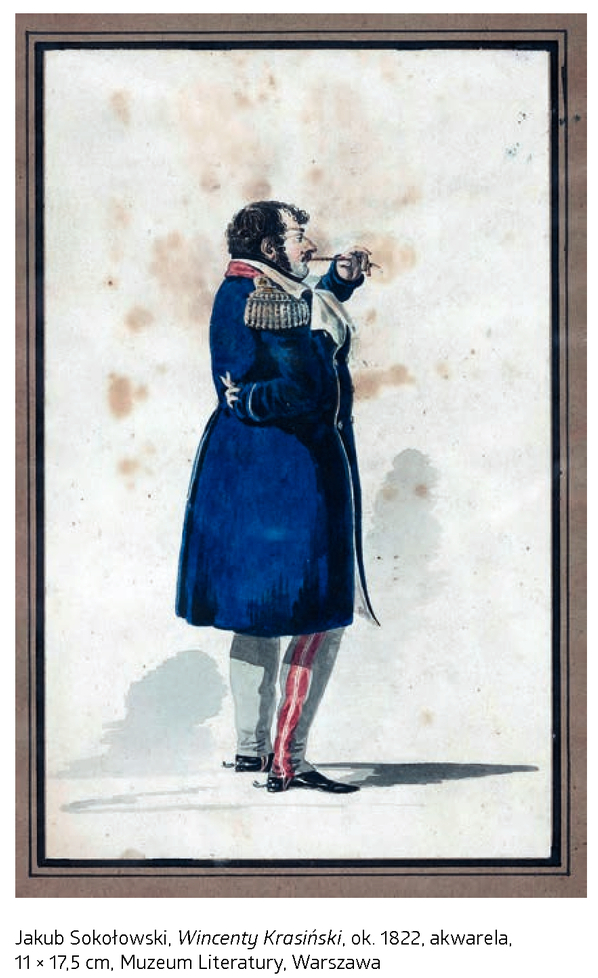 Jakub Sokołowski, Wincenty Krasiński, ok. 1822, akwarela,
11 × 17,5 cm, Muzeum Literatury, Warszawa